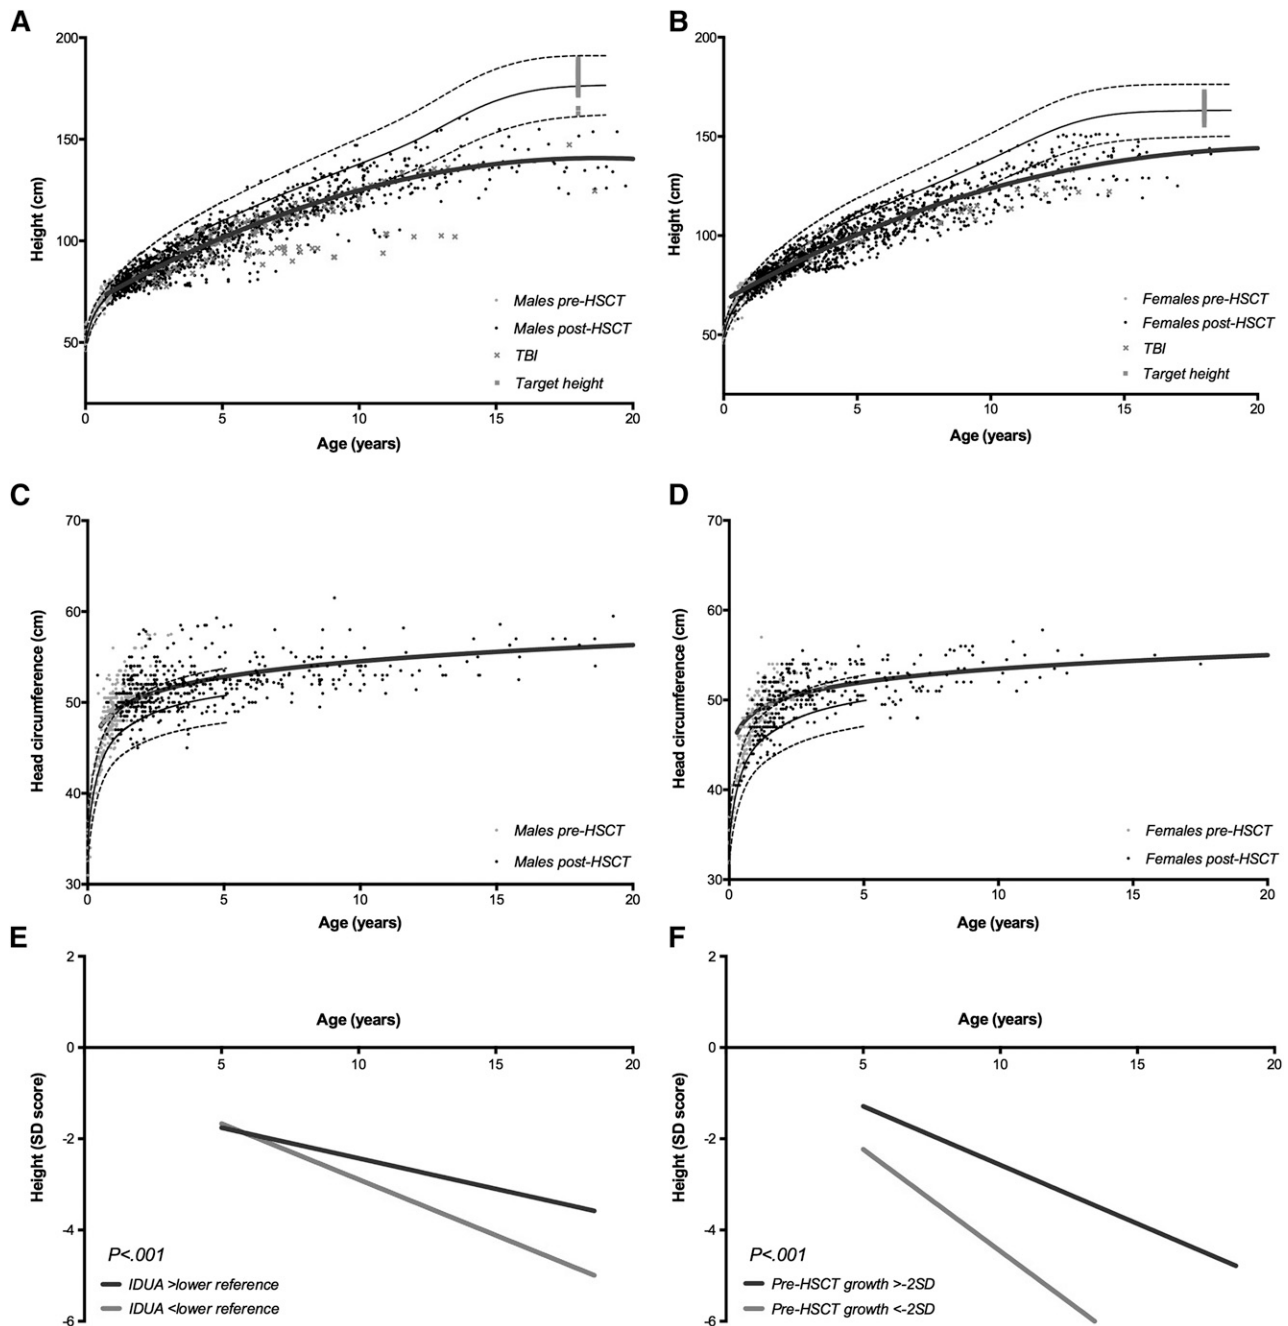 A
200
150
100
50
0
5
10
15
20
Height (cm)
Age (years)
Males pre-HSCT
Males post-HSCT
TBI
Target height
B
200
150
100
50
0
5
10
15
20
Height (cm)
Age (years)
Females pre-HSCT
Females post-HSCT
TBI
Target height
C
70
60
50
40
30
0
5
10
15
20
Head circumference (cm)
Age (years)
Males pre-HSCT
Males post-HSCT
D
70
60
50
40
30
0
5
10
15
20
Head circumference (cm)
Age (years)
Females pre-HSCT
Females post-HSCT
E
2
0
-2
-4
-6
Age (years)
5
10
15
20
Height (SD score)
P<.001
IDUA >lower reference
IDUA <lower reference
F
2
0
-2
-4
-6
Age (years)
5
10
15
20
Height (SD score)
P<.001
Pre-HSCT growth >-2SD
Pre-HSCT growth <-2SD